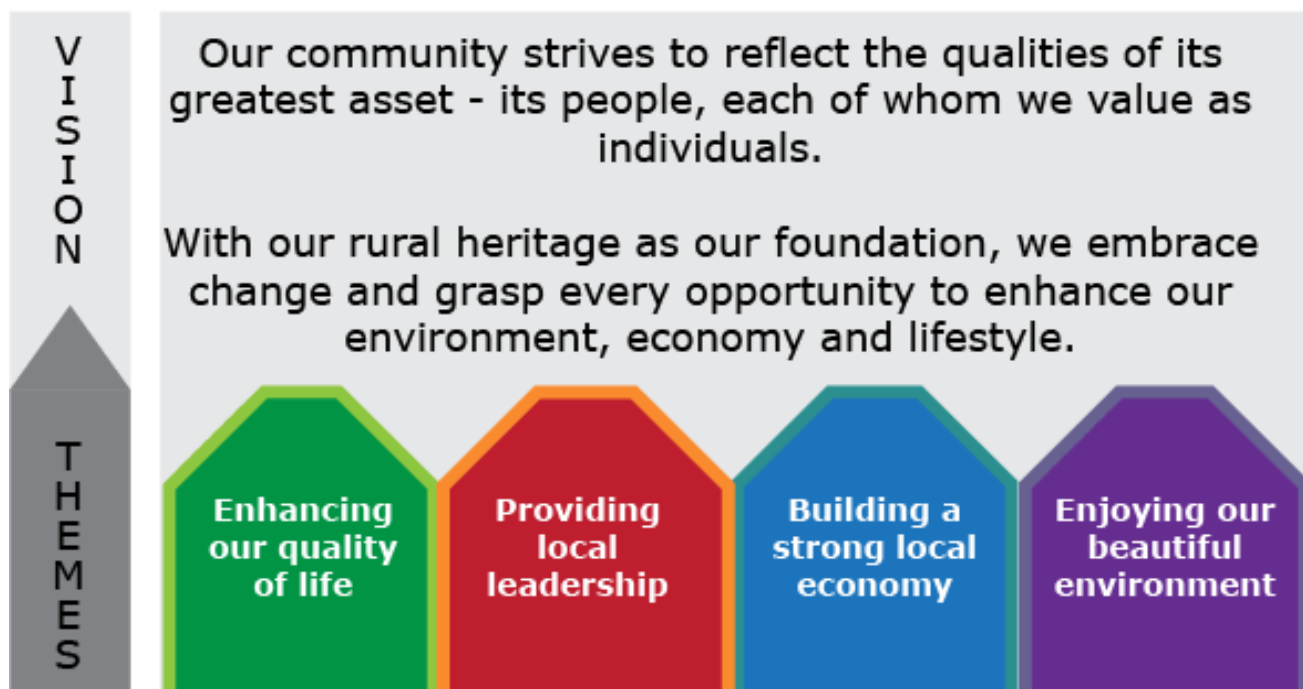 VISION
Our community strives to reflect the qualities of its
greatest asset - its people, each of whom we value as
individuals.
With our rural heritage as our foundation, we embrace
change and grasp every opportunity to enhance our
environment, economy and lifestyle.
THEMES
Enhancing
our quality
of life
Providing
local
leadership
Building a
strong local
economy
Enjoying our
beautiful
environment